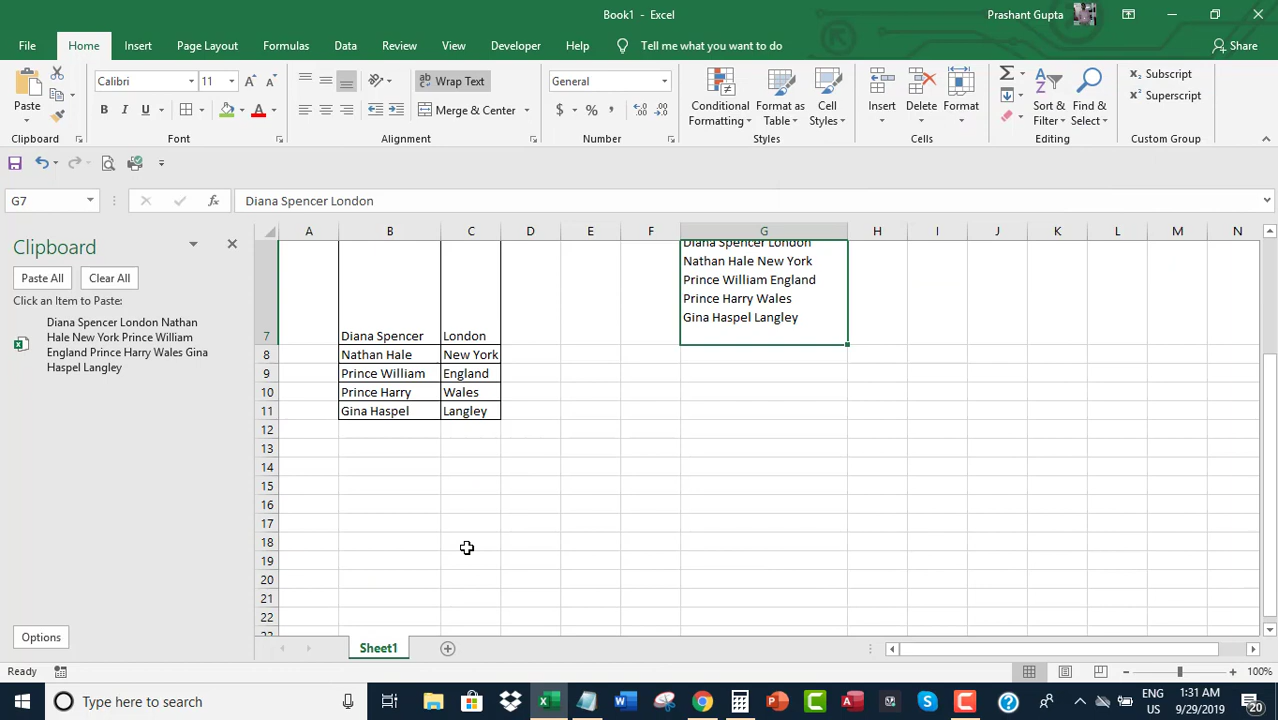 Book1 - Excel
Prashant Gupta
File Home Insert Page Layout Formulas Data Review View Developer Help Tell me what you want to do Share
Paste
Clipboard
Calibri 11
B I U
Font
Wrap Text
Merge & Center
Alignment
General
$ % ,
Number
Conditional Formatting
Format as Table
Cell Styles
Styles
Insert Delete Format
Cells
Sort & Filter
Find & Select
Editing
Subscript
Superscript
Custom Group
G7 fx Diana Spencer London
Clipboard
Paste All Clear All
Click an Item to Paste:
Diana Spencer London Nathan
Hale New York Prince William
England Prince Harry Wales Gina
Haspel Langley
Options
A B C D E F G H I J K L M N
Diana Spencer London
Nathan Hale New York
Prince William England
Prince Harry Wales
Gina Haspel Langley
7 Diana Spencer London
8 Nathan Hale New York
9 Prince William England
10 Prince Harry Wales
11 Gina Haspel Langley
12
13
14
15
16
17
18
19
20
21
22
23
Sheet1
Ready
100%
Type here to search
ENG
US
1:31 AM
9/29/2019
20